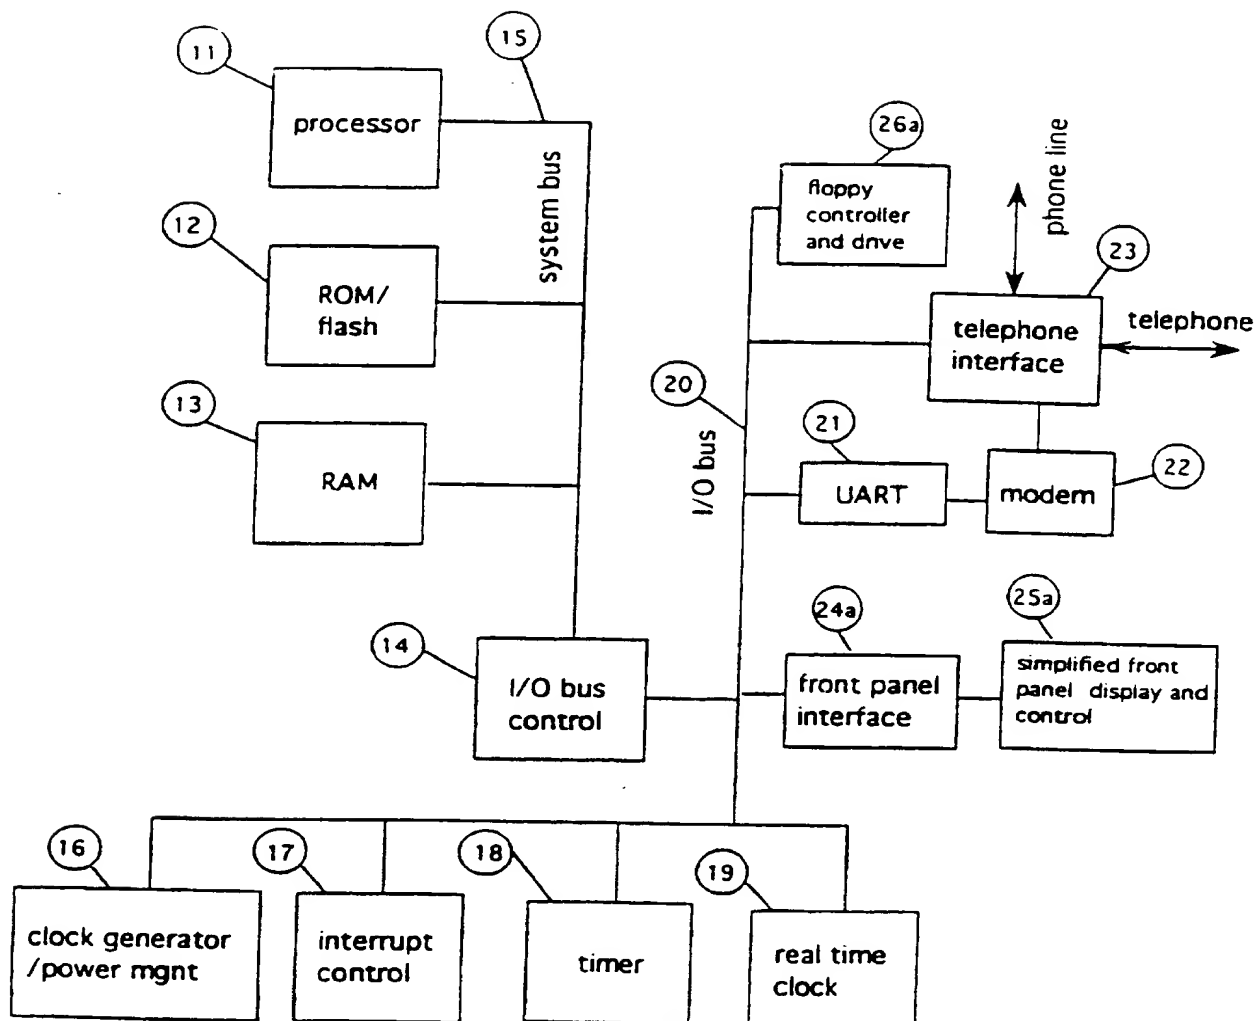 11
15
processor
system bus
26a
floppy
controller
and drive
phone line
12
ROM/
flash
23
telephone
interface
telephone
13
RAM
20
I/O bus
21
UART
22
modem
14
I/O bus
control
24a
front panel
interface
25a
simplified front
panel display and
control
16
clock generator
/power mgnt
17
interrupt
control
18
timer
19
real time
clock